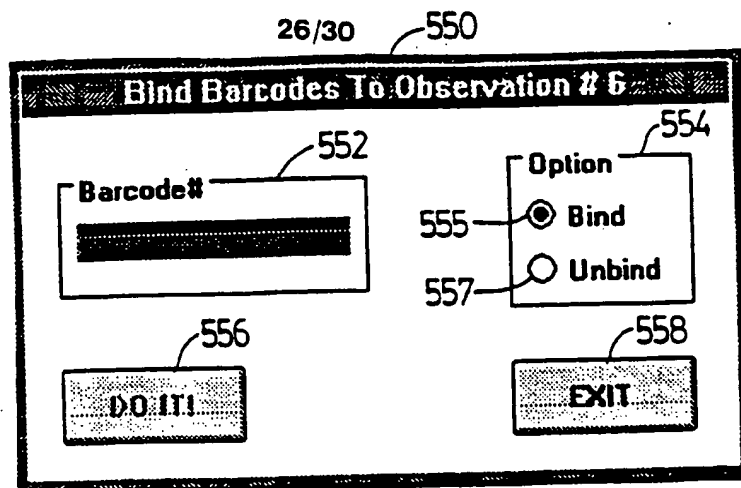 26/30 550
Bind Barcodes To Observation # 6
552 554
Barcode# Option
555 Bind
557 Unbind
556 558
DO IT! EXIT